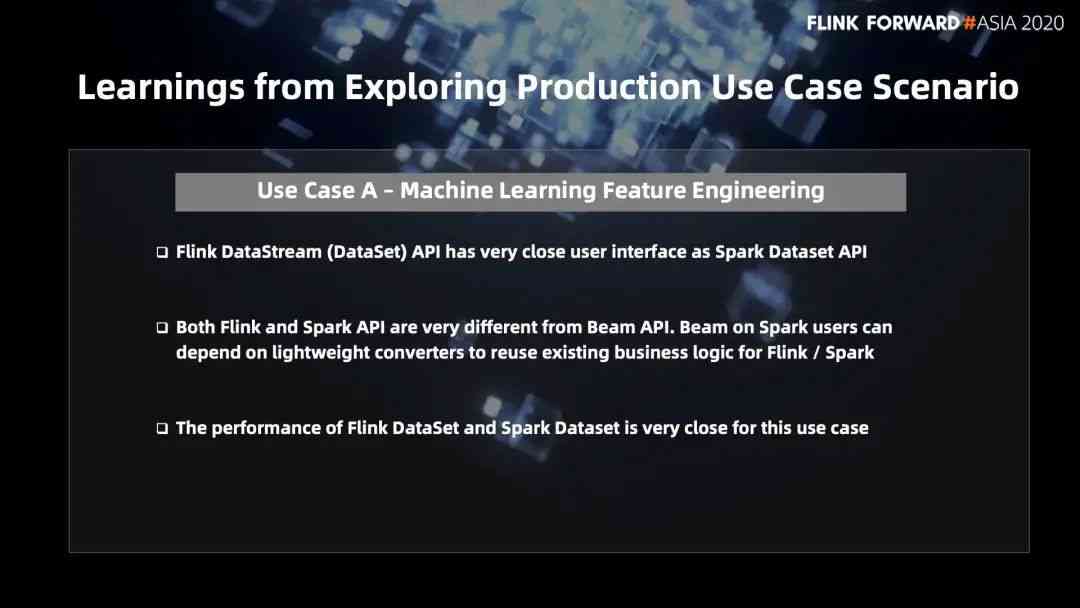 FLINK FORWARD #ASIA 2020
Learnings from Exploring Production Use Case Scenario
Use Case A – Machine Learning Feature Engineering
❑ Flink DataStream (DataSet) API has very close user interface as Spark Dataset API
❑ Both Flink and Spark API are very different from Beam API. Beam on Spark users can
depend on lightweight converters to reuse existing business logic for Flink / Spark
❑ The performance of Flink DataSet and Spark Dataset is very close for this use case